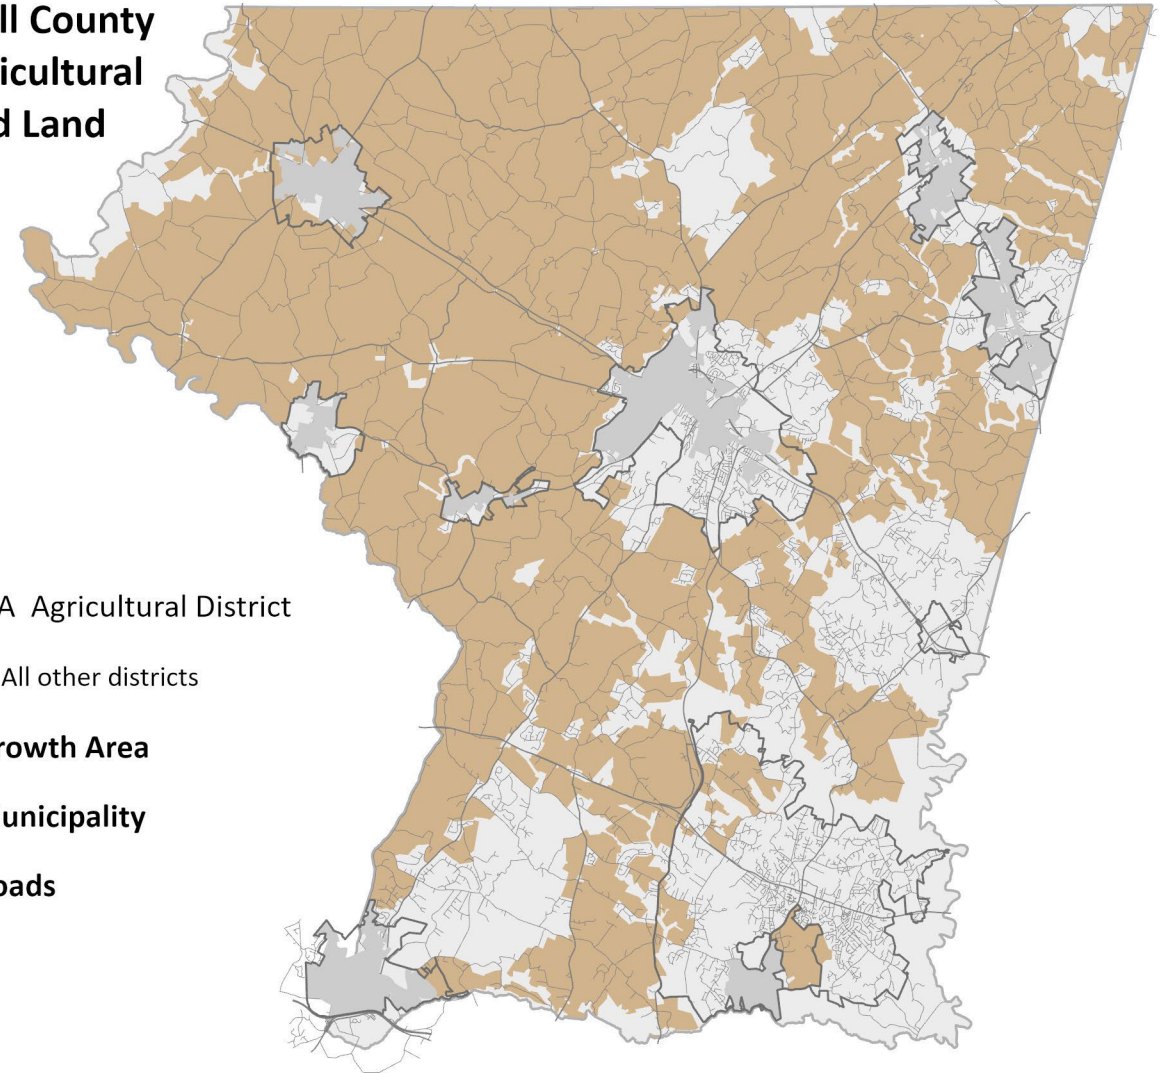 ll County
icultural
d Land
A Agricultural District
All other districts
rowth Area
unicipality
oads